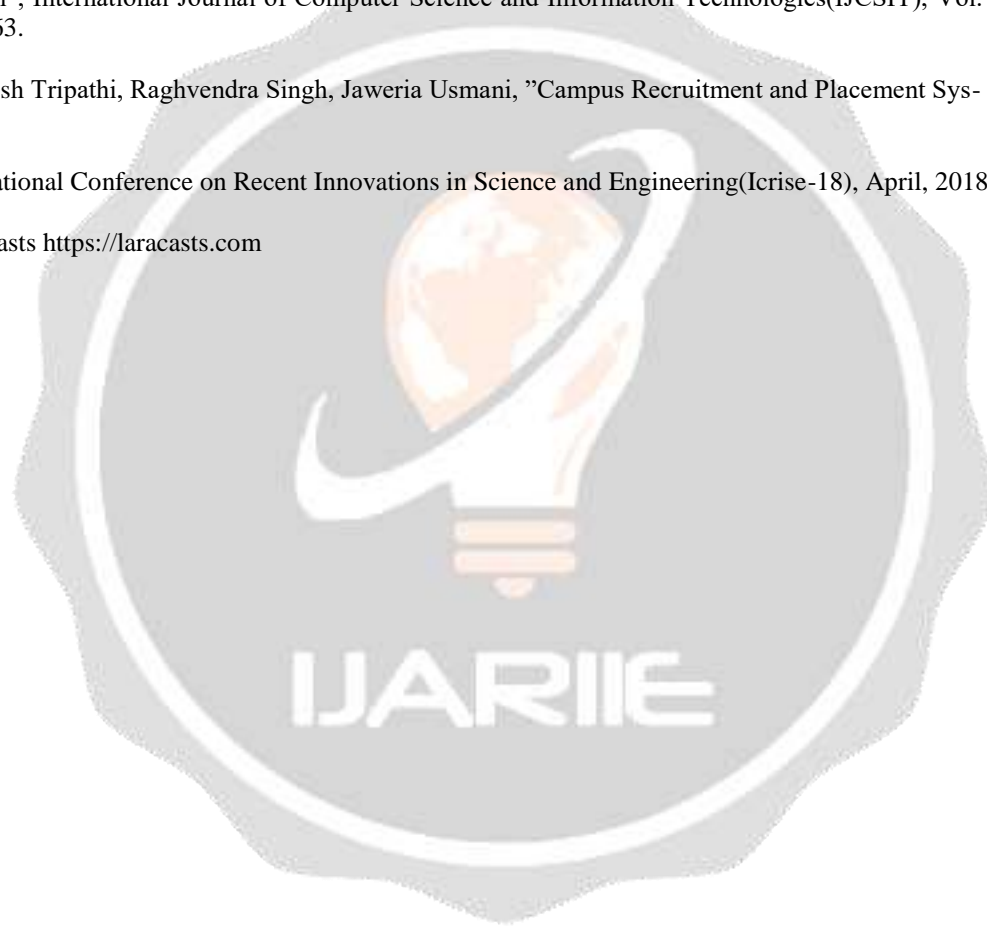 , International Journal of Computer Science and Information Technologies(IJCSIT), Vol.
63.
sh Tripathi, Raghvendra Singh, Jaweria Usmani, ”Campus Recruitment and Placement Sys-
ational Conference on Recent Innovations in Science and Engineering(Icrise-18), April, 2018
asts https://laracasts.com
IJARIIE